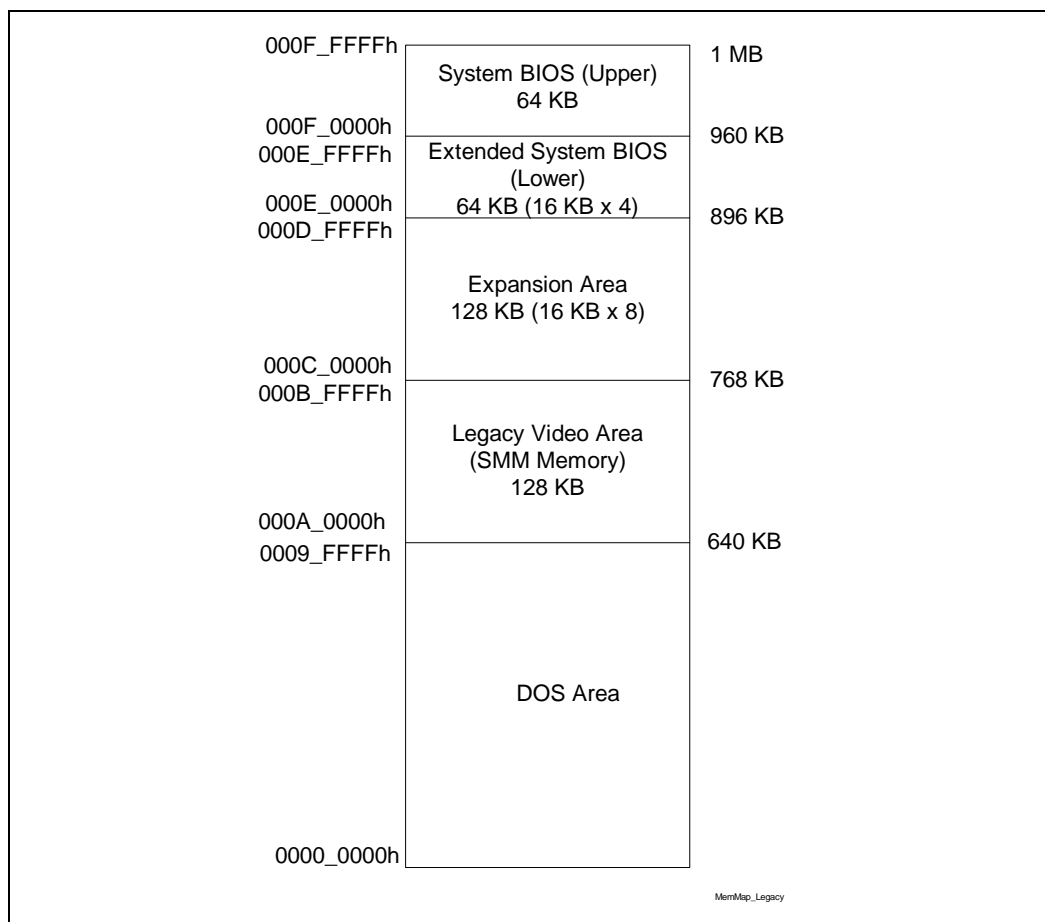 000F_FFFFh
1 MB
System BIOS (Upper)
64 KB
000F_0000h
960 KB
000E_FFFFh
Extended System BIOS
(Lower)
64 KB (16 KB x 4)
000E_0000h
896 KB
000D_FFFFh
Expansion Area
128 KB (16 KB x 8)
000C_0000h
768 KB
000B_FFFFh
Legacy Video Area
(SMM Memory)
128 KB
000A_0000h
640 KB
0009_FFFFh
DOS Area
0000_0000h
MemMap_Legacy